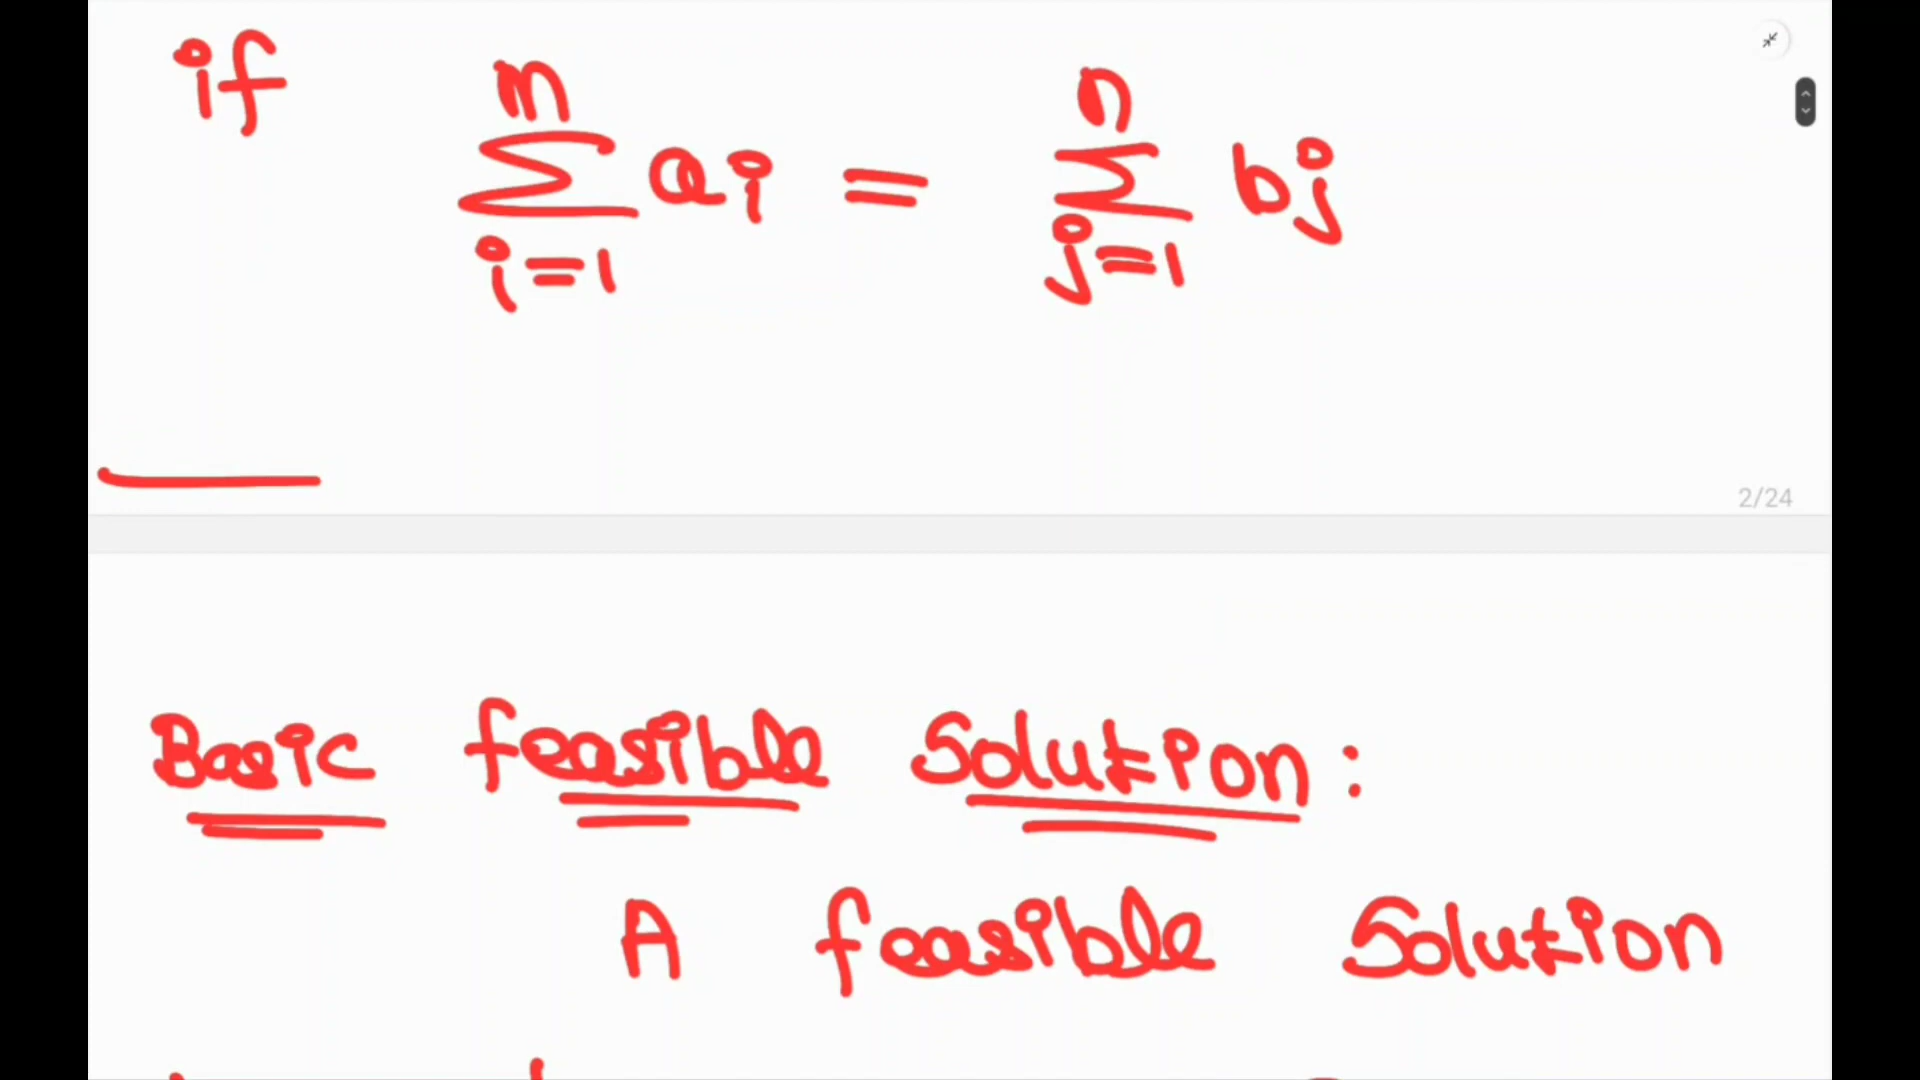 if
m n
∑ ai = ∑ bj
i=1 j=1
2/24
Basic feasible Solution:
A feasible Solution